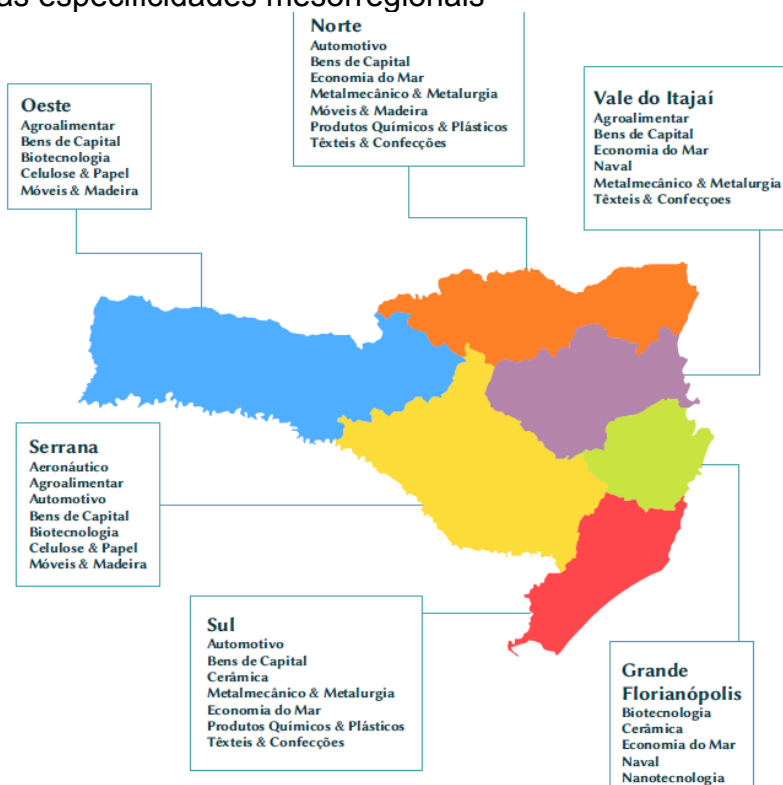 as especificidades mesorregionais
Norte
Automotivo
Bens de Capital
Economia do Mar
Metalmecânico & Metalurgia
Móveis & Madeira
Produtos Químicos & Plásticos
Têxteis & Confecções
Oeste
Agroalimentar
Bens de Capital
Biotecnologia
Celulose & Papel
Móveis & Madeira
Vale do Itajaí
Agroalimentar
Bens de Capital
Economia do Mar
Naval
Metalmecânico & Metalurgia
Têxteis & Confecçoes
Serrana
Aeronáutico
Agroalimentar
Automotivo
Bens de Capital
Biotecnologia
Celulose & Papel
Móveis & Madeira
Sul
Automotivo
Bens de Capital
Cerâmica
Metalmecânico & Metalurgia
Economia do Mar
Produtos Químicos & Plásticos
Têxteis & Confecções
Grande
Florianópolis
Biotecnologia
Cerâmica
Economia do Mar
Naval
Nanotecnologia